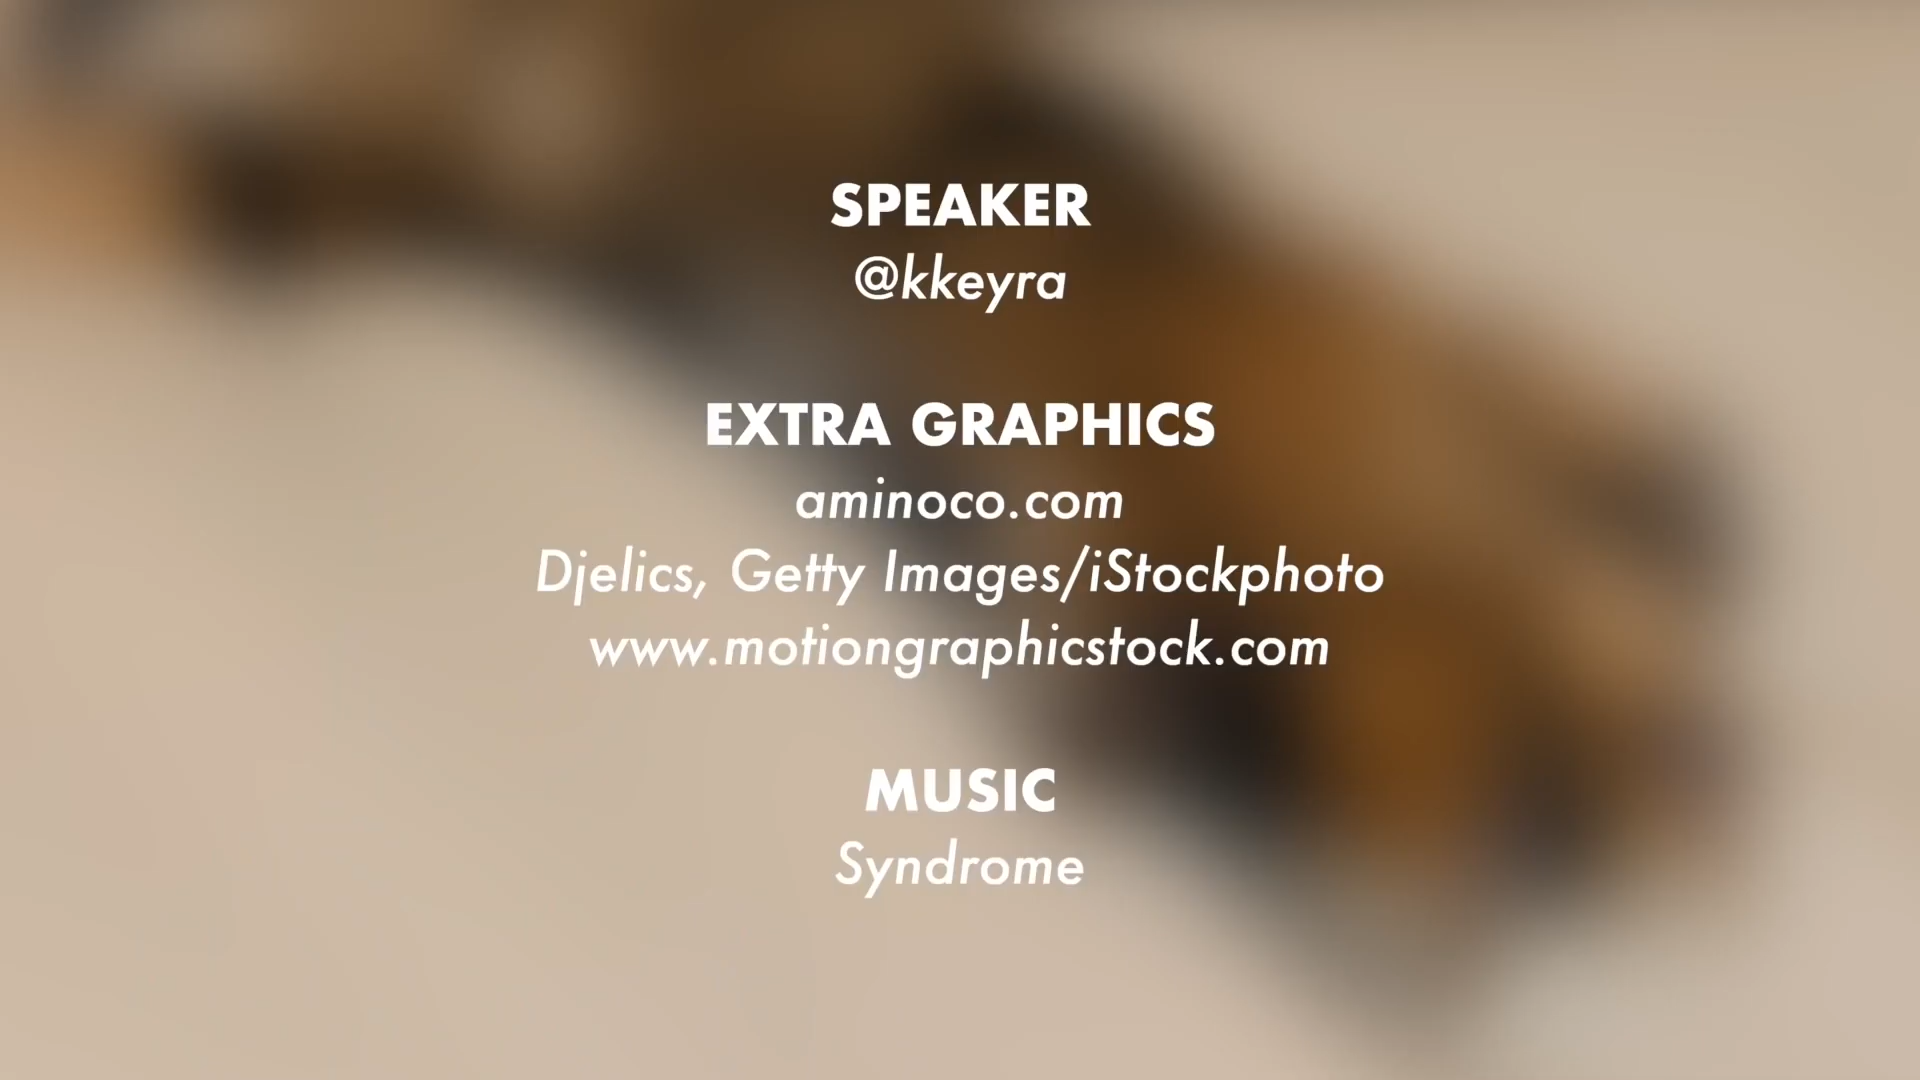 SPEAKER
@kkeyra
EXTRA GRAPHICS
aminoco.com
Djelics, Getty Images/iStockphoto
www.motiongraphicstock.com
MUSIC
Syndrome